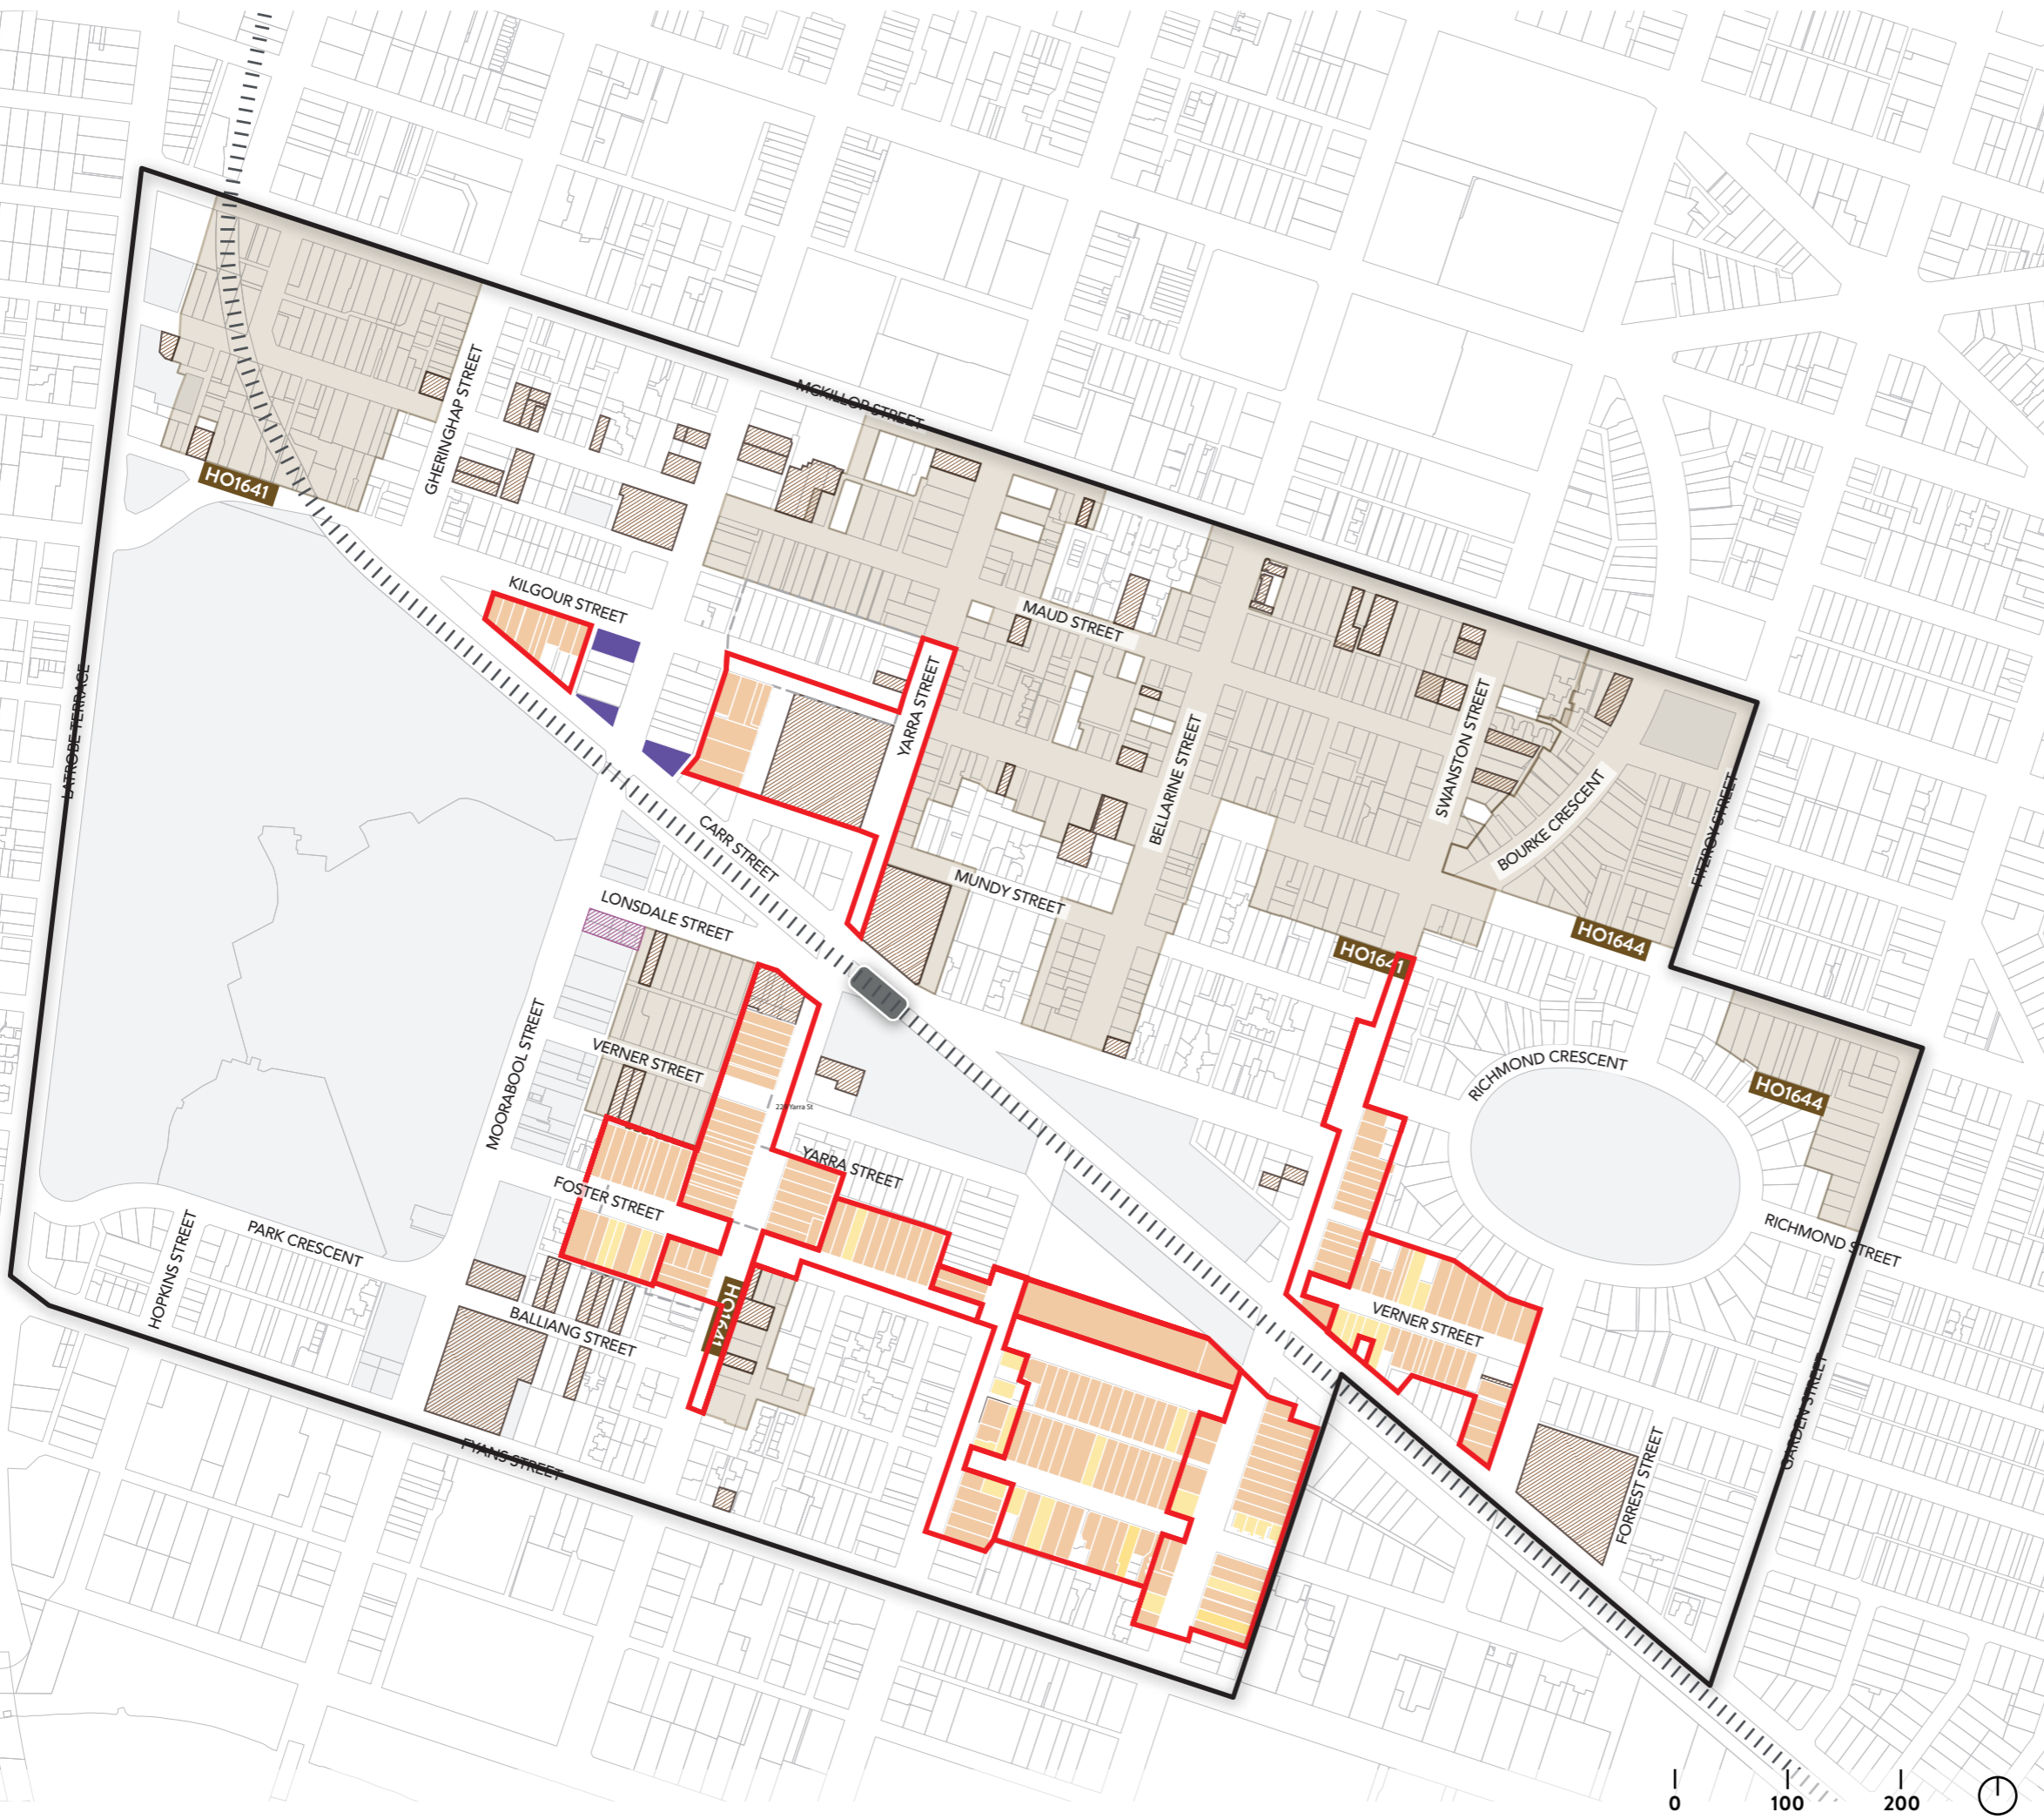 MCKILLOP STREET
GHERINGHAP STREET
HO1641
KILGOUR STREET
MAUD STREET
YARRA STREET
LATROBE TERRACE
SWANSTON STREET
BELLARINE STREET
BOURKE CRESCENT
FITZROY STREET
CARR STREET
MUNDY STREET
LONSDALE STREET
HO1641
HO1644
MOORABOOL STREET
VERNER STREET
RICHMOND CRESCENT
HO1644
YARRA STREET
FOSTER STREET
PARK CRESCENT
HOPKINS STREET
RICHMOND STREET
HO1641
BALLIANG STREET
VERNER STREET
GARDEN STREET
FYANS STREET
FORREST STREET
0 100 200